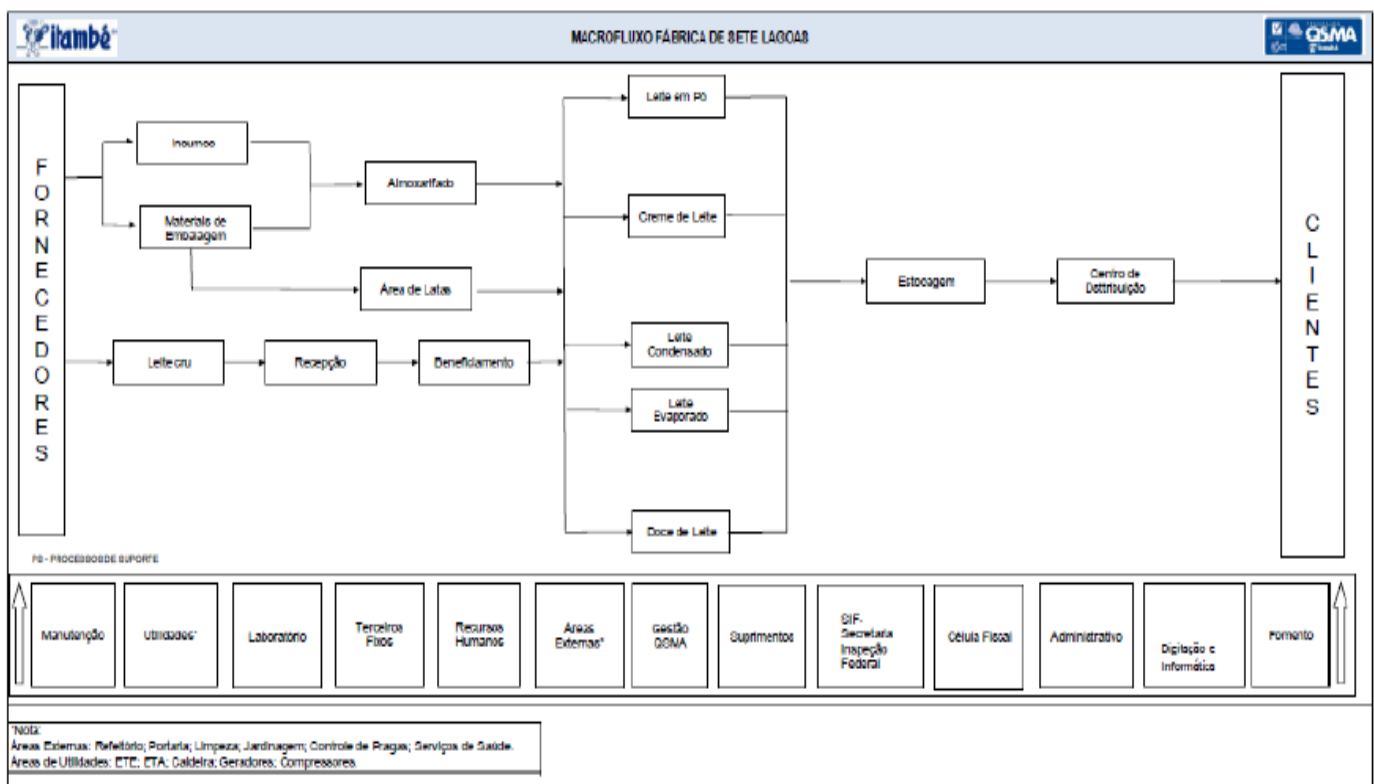 itambé
MACROFLUXO FÁBRICA DE SETE LAGOAS
QSMA
FORNECEDORES
Insumos
Materiais de
Embalagem
Almoxarifado
Área de Latas
Leite cru
Recepção
Beneficiamento
Leite em Pó
Creme de Leite
Leite
Condensado
Leite
Evaporado
Doce de Leite
Estocagem
Centro de
Distribuição
CLIENTES
PS - PROCESSOS DE SUPORTE
Manutenção
Utilidades*
Laboratório
Terceiros
Fixos
Recursos
Humanos
Áreas
Externas*
Gestão
QSMA
Suprimentos
SIF-
Secretaria
Inspeção
Federal
Célula Fiscal
Administrativo
Digitação e
Informática
Fomento
*Nota:
Áreas Externas: Refeitório; Portaria; Limpeza; Jardinagem; Controle de Pragas; Serviços de Saúde.
Áreas de Utilidades: ETE; ETA; Caldeira; Geradores; Compressores.